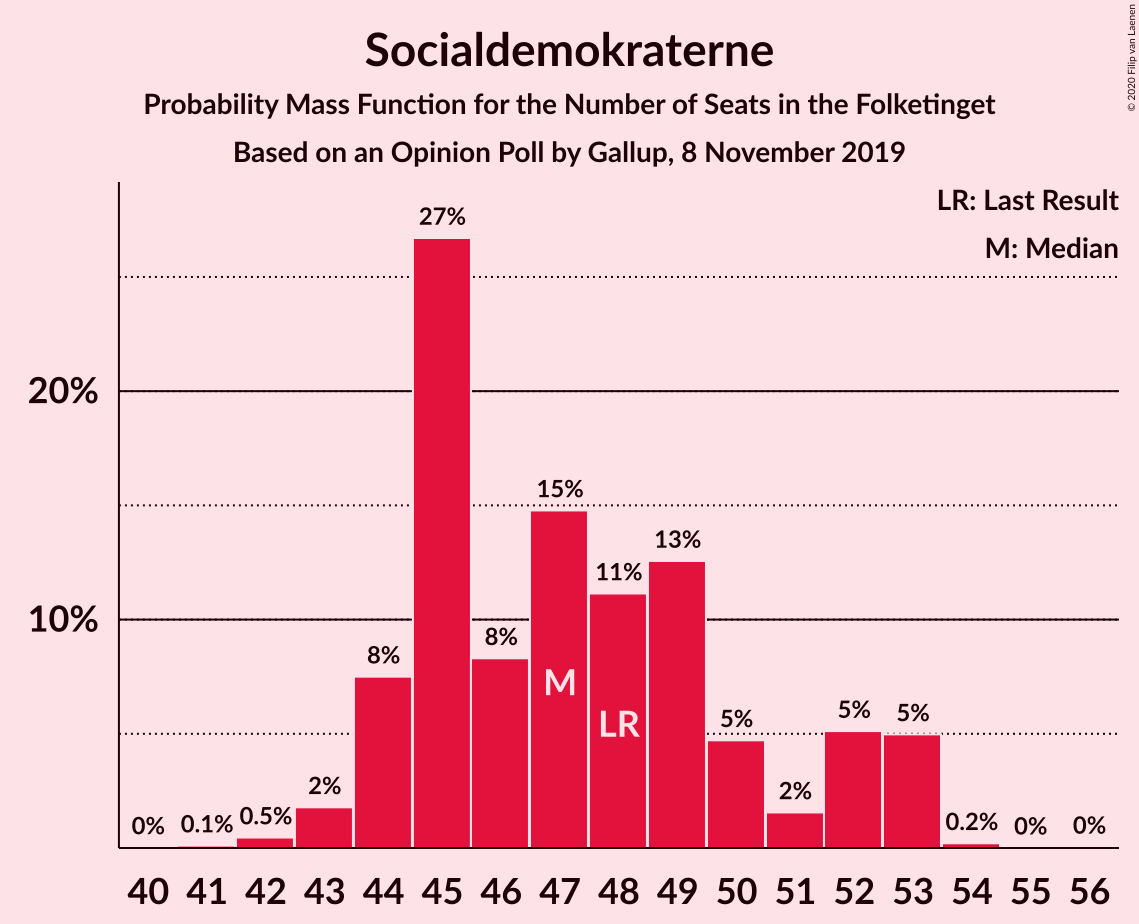 Socialdemokraterne
Probability Mass Function for the Number of Seats in the Folketinget
Based on an Opinion Poll by Gallup, 8 November 2019
© 2020 Filip van Laenen
LR: Last Result
M: Median
27%
20%
15%
13%
11%
10%
8%
8%
M
LR
5%
5%
5%
2%
2%
0%
0.1%
0.5%
0.2%
0%
0%
40 41 42 43 44 45 46 47 48 49 50 51 52 53 54 55 56